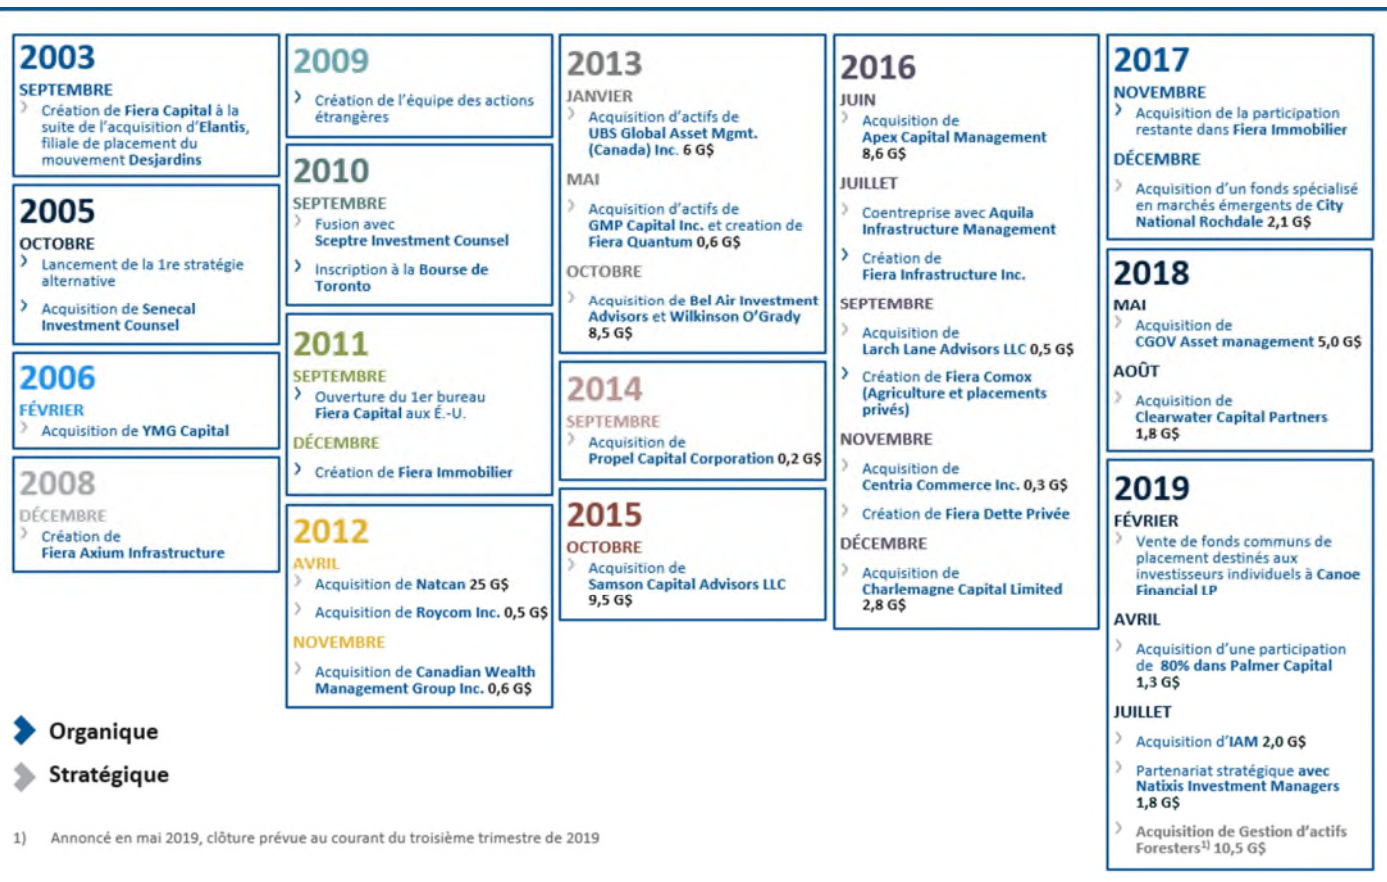 2003
SEPTEMBRE
Création de Fiera Capital à la
suite de l'acquisition d'Elantis,
filiale de placement du
mouvement Desjardins
2005
OCTOBRE
Lancement de la 1re stratégie
alternative
Acquisition de Senecal
Investment Counsel
2006
FÉVRIER
Acquisition de YMG Capital
2008
DÉCEMBRE
Création de
Fiera Axium Infrastructure
2009
Création de l'équipe des actions
étrangères
2010
SEPTEMBRE
Fusion avec
Sceptre Investment Counsel
Inscription à la Bourse de
Toronto
2011
SEPTEMBRE
Ouverture du 1er bureau
Fiera Capital aux É.-U.
DÉCEMBRE
Création de Fiera Immobilier
2012
AVRIL
Acquisition de Natcan 25 G$
Acquisition de Roycom Inc. 0,5 G$
NOVEMBRE
Acquisition de Canadian Wealth
Management Group Inc. 0,6 G$
2013
JANVIER
Acquisition d'actifs de
UBS Global Asset Mgmt.
(Canada) Inc. 6 G$
MAI
Acquisition d'actifs de
GMP Capital Inc. et creation de
Fiera Quantum 0,6 G$
OCTOBRE
Acquisition de Bel Air Investment
Advisors et Wilkinson O'Grady
8,5 G$
2014
SEPTEMBRE
Acquisition de
Propel Capital Corporation 0,2 G$
2015
OCTOBRE
Acquisition de
Samson Capital Advisors LLC
9,5 G$
2016
JUIN
Acquisition de
Apex Capital Management
8,6 G$
JUILLET
Coentreprise avec Aquila
Infrastructure Management
Création de
Fiera Infrastructure Inc.
SEPTEMBRE
Acquisition de
Larch Lane Advisors LLC 0,5 G$
Création de Fiera Comox
(Agriculture et placements
privés)
NOVEMBRE
Acquisition de
Centria Commerce Inc. 0,3 G$
Création de Fiera Dette Privée
DÉCEMBRE
Acquisition de
Charlemagne Capital Limited
2,8 G$
2017
NOVEMBRE
Acquisition de la participation
restante dans Fiera Immobilier
DÉCEMBRE
Acquisition d'un fonds spécialisé
en marchés émergents de City
National Rochdale 2,1 G$
2018
MAI
Acquisition de
CGOV Asset management 5,0 G$
AOÛT
Acquisition de
Clearwater Capital Partners
1,8 G$
2019
FÉVRIER
Vente de fonds communs de
placement destinés aux
investisseurs individuels à Canoe
Financial LP
AVRIL
Acquisition d'une participation
de 80% dans Palmer Capital
1,3 G$
JUILLET
Acquisition d'IAM 2,0 G$
Partenariat stratégique avec
Natixis Investment Managers
1,8 G$
Acquisition de Gestion d'actifs
Foresters1) 10,5 G$
Organique
Stratégique
1) Annoncé en mai 2019, clôture prévue au courant du troisième trimestre de 2019